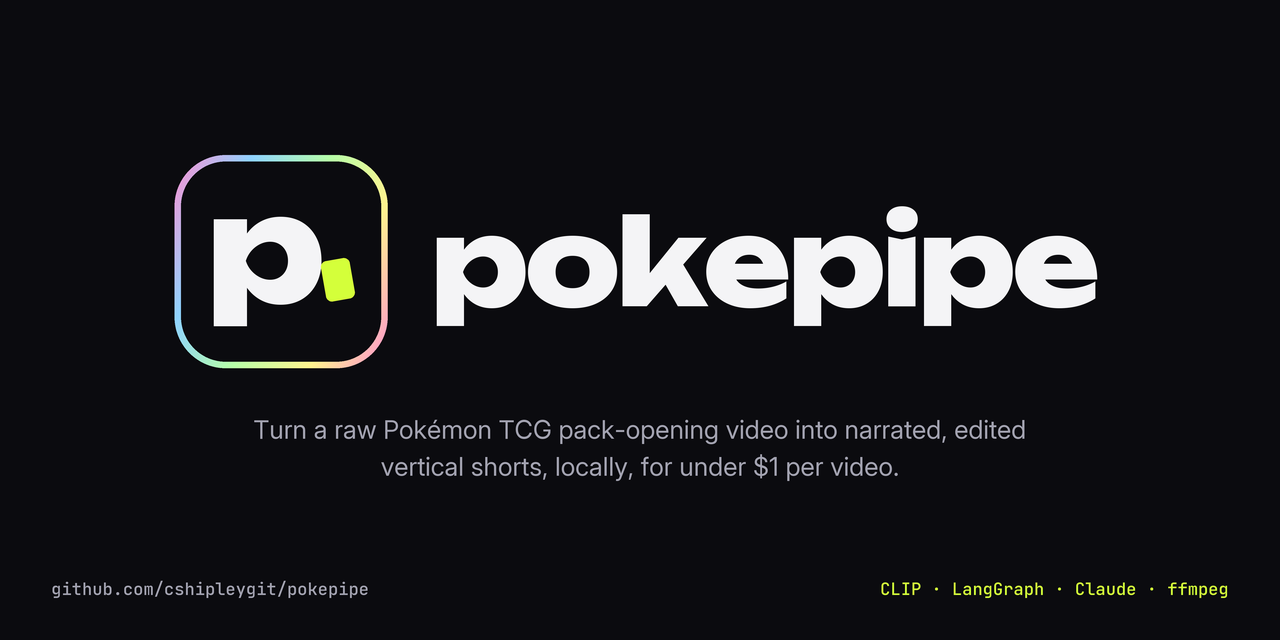 p.
pokepipe
Turn a raw Pokémon TCG pack-opening video into narrated, edited
vertical shorts, locally, for under $1 per video.
github.com/cshipleygit/pokepipe
CLIP · LangGraph · Claude · ffmpeg